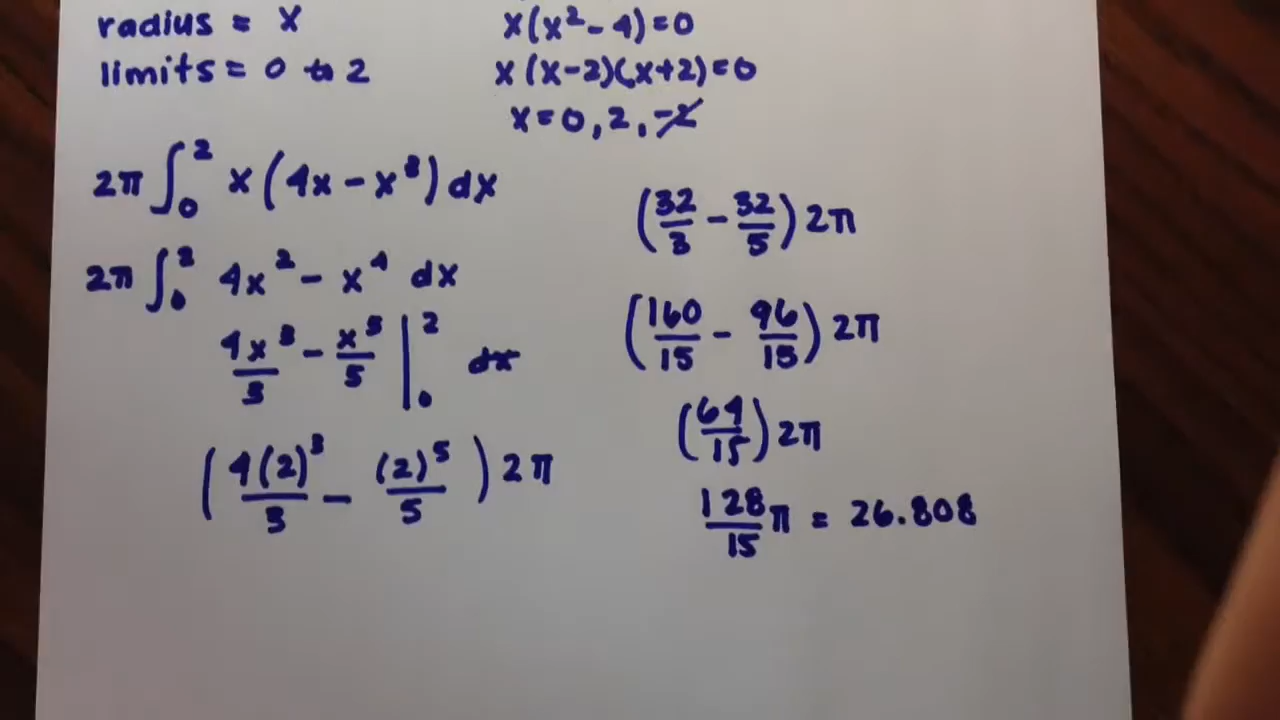 radius = x
limits = 0 to 2
x(x² - 4)=0
x(x-2)(x+2)=0
x=0, 2, -2
2π ∫₀² x(4x - x³)dx
2π ∫₀² 4x² - x⁴ dx
4x³/3 - x⁵/5 |₀² dx
(4(2)³/3 - (2)⁵/5) 2π
(32/3 - 32/5) 2π
(160/15 - 96/15) 2π
(64/15) 2π
128/15 π = 26.808